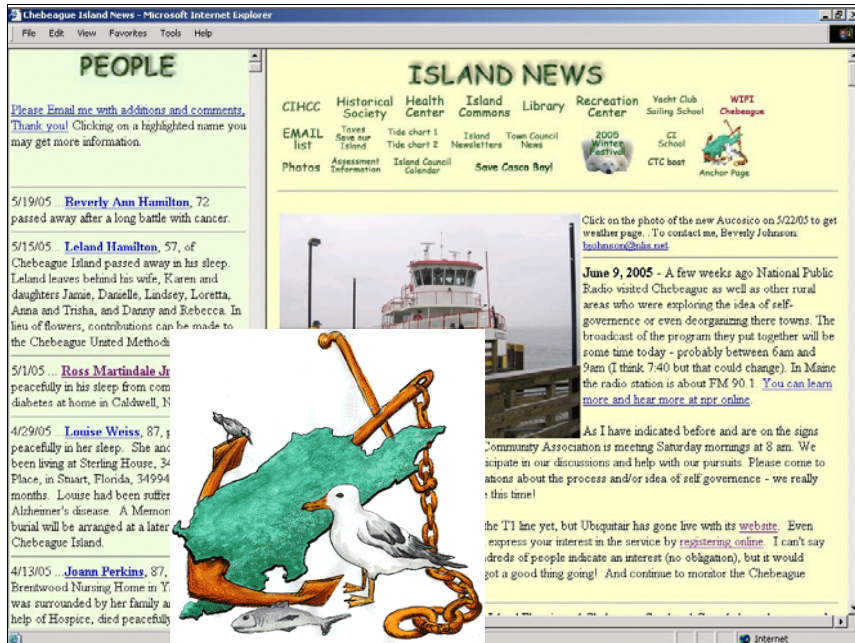 Chebeague Island News - Microsoft Internet Explorer
File Edit View Favorites Tools Help
PEOPLE
Please Email me with additions and comments,
Thank you! Clicking on a highlighted name you
may get more information.
5/19/05 ... Beverly Ann Hamilton, 72
passed away after a long battle with cancer.
5/15/05... Leland Hamilton, 57, of
Chebeague Island passed away in his sleep.
Leland leaves behind his wife, Karen and
daughters Jamie, Danielle, Lindsey, Loretta,
Anna and Trisha, and Danny and Rebecca. In
lieu of flowers, contributions can be made to
the Chebeague United Methodi
5/1/05 ... Ross Martindale Jr
peacefully in his sleep from com
diabetes at home in Caldwell, N
4/29/05 ... Louise Weiss, 87, p
peacefully in her sleep. She and
been living at Sterling House, 34
Place, in Stuart, Florida, 34994
months. Louise had been suffer
Alzheimer's disease. A Memori
burial will be arranged at a later
Chebeague Island.
4/13/05 ...Joann Perkins, 87,
Brentwood Nursing Home in Y
was surrounded by her family a
help of Hospice, died peacefully
ISLAND NEWS
CIHCC Historical Society Health Center Island Commons Library Recreation Center Yacht Club Sailing School WIFI Chebeague
EMAIL list Taxes Save our Island Tide chart 1 Tide chart 2 Island Newsletters Town Council News 2005 Winter Festival CI School
Photos Assessment Information Island Council Calendar Save Casco Bay! CTC boat Anchor Page
Click on the photo of the new Aucosico on 5/22/05 to get
weather page. . To contact me, Beverly Johnson:
bjohnson@nlis.net
June 9, 2005 - A few weeks ago National Public
Radio visited Chebeague as well as other rural
areas who were exploring the idea of self-
governence or even deorganizing there towns. The
broadcast of the program they put together will be
some time today - probably between 6am and
9am (I think 7:40 but that could change). In Maine
the radio station is about FM 90.1. You can learn
more and hear more at npr online.
As I have indicated before and are on the signs
Community Association is meeting Saturday mornings at 8 am. We
icipate in our discussions and help with our pursuits. Please come to
ations about the process and/or idea of self governence - we really
this time!
the T1 line yet, but Ubiquitair has gone live with its website. Even
express your interest in the service by registering online. I can't say
dreds of people indicate an interest (no obligation), but it would
got a good thing going! And continue to monitor the Chebeague
Internet